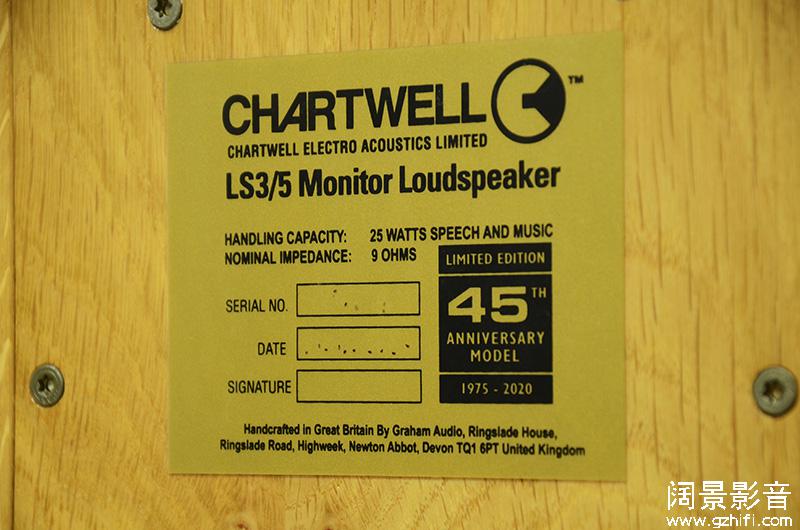 CHARTWELL ™
CHARTWELL ELECTRO ACOUSTICS LIMITED
LS3/5 Monitor Loudspeaker
HANDLING CAPACITY: 25 WATTS SPEECH AND MUSIC
NOMINAL IMPEDANCE: 9 OHMS
LIMITED EDITION
45TH
ANNIVERSARY
MODEL
1975 - 2020
SERIAL NO.
DATE
SIGNATURE
Handcrafted in Great Britain By Graham Audio, Ringslade House,
Ringslade Road, Highweek, Newton Abbot, Devon TQ1 6PT United Kingdom
阔景影音
www.gzhifi.com